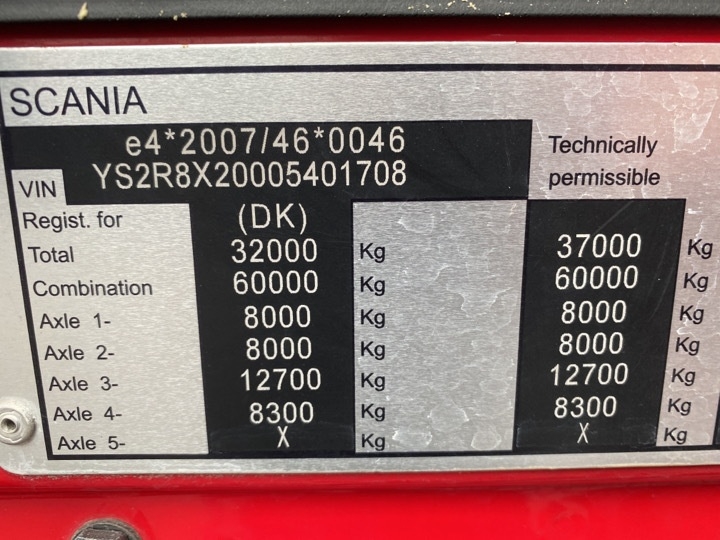 SCANIA
e4*2007/46*0046
VIN YS2R8X20005401708
Technically
permissible
Regist. for (DK)
Total 32000 Kg 37000 Kg
Combination 60000 Kg 60000 Kg
Axle 1- 8000 Kg 8000 Kg
Axle 2- 8000 Kg 8000 Kg
Axle 3- 12700 Kg 12700 Kg
Axle 4- 8300 Kg 8300 Kg
Axle 5- X Kg X Kg